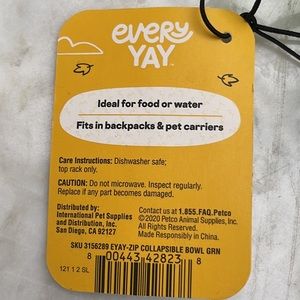 every
YAY™
Ideal for food or water
Fits in backpacks & pet carriers
Care Instructions: Dishwasher safe;
top rack only.
CAUTION: Do not microwave. Inspect regularly.
Replace if any part becomes damaged.
Distributed by:
International Pet Supplies
and Distribution, Inc.
San Diego, CA 92127
Contact us at 1.855.FAQ.Petco
©2020 Petco Animal Supplies, Inc.
All Rights Reserved.
Made Responsibly in China.
SKU 3156289 EYAY-ZIP COLLAPSIBLE BOWL GRN
8 00443 42823 8
121 1 2 SL